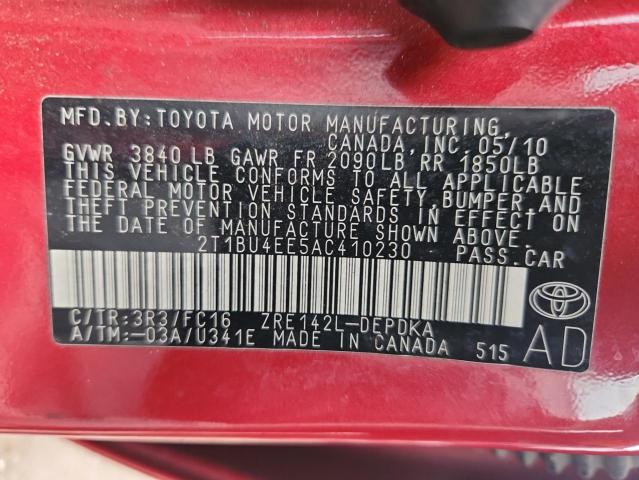 MFD. BY: TOYOTA MOTOR MANUFACTURING,
CANADA, INC. 05/10
GVWR 3840 LB GAWR FR 2090LB RR 1850LB
THIS VEHICLE CONFORMS TO ALL APPLICABLE
FEDERAL MOTOR VEHICLE SAFETY, BUMPER, AND
THEFT PREVENTION STANDARDS IN EFFECT ON
THE DATE OF MANUFACTURE SHOWN ABOVE.
2T1BU4EE5AC410230 PASS.CAR
C/TR:3R3/FC16 ZRE142L-DEPDKA
A/TM:-03A/U341E MADE IN CANADA 515
AD